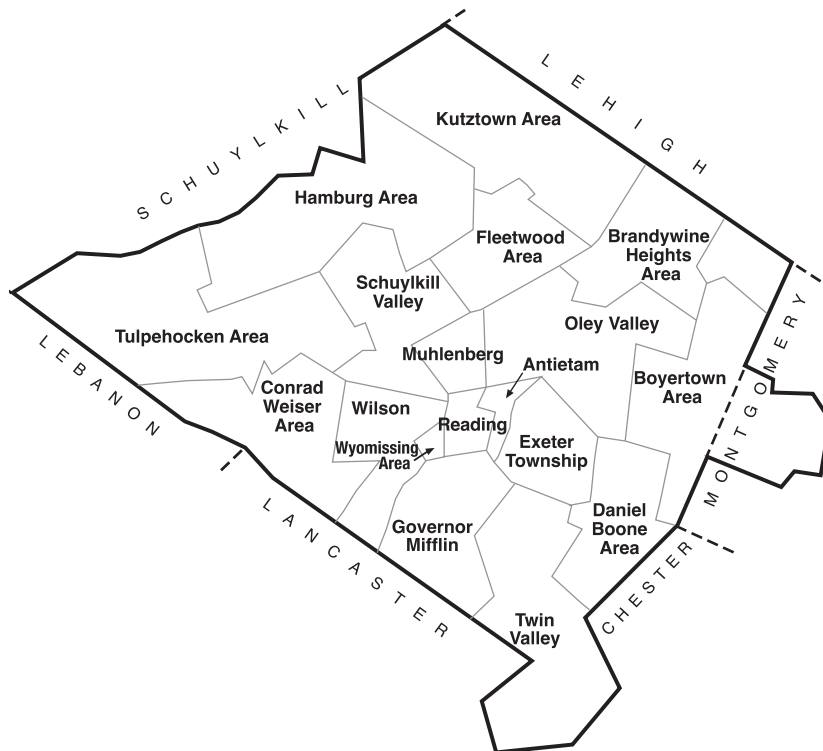 LEHIGH
SCHUYLKILL
Kutztown Area
Hamburg Area
Fleetwood
Area
Brandywine
Heights
Area
Schuylkill
Valley
MONTGOMERY
Oley Valley
Tulpehocken Area
LEBANON
Muhlenberg
Antietam
Boyertown
Area
Conrad
Weiser
Area
Wilson
Reading
Wyomissing
Area
Exeter
Township
LANCASTER
Governor
Mifflin
Daniel
Boone
Area
CHESTER
Twin
Valley